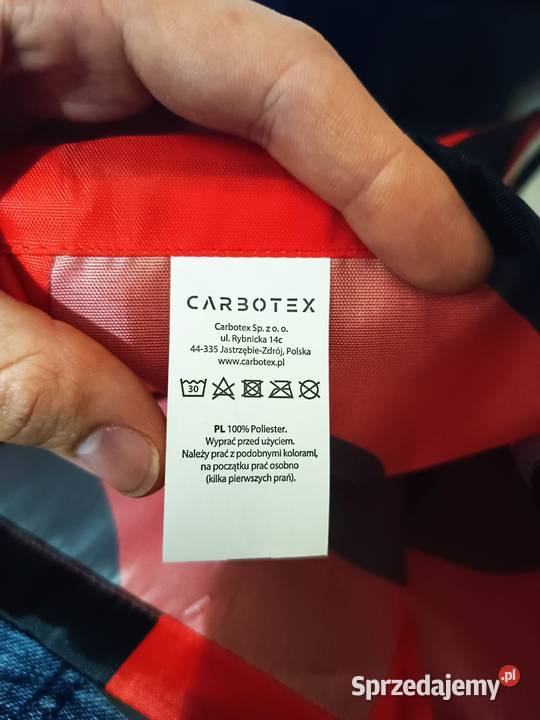 CARBOTEX
Carbotex Sp. z o. o.
ul. Rybnicka 14c
44-335 Jastrzębie-Zdrój, Polska
www.carbotex.pl
30
PL 100% Poliester.
Wyprać przed użyciem.
Należy prać z podobnymi kolorami,
na początku prać osobno
(kilka pierwszych prań).
Sprzedajemy.pl